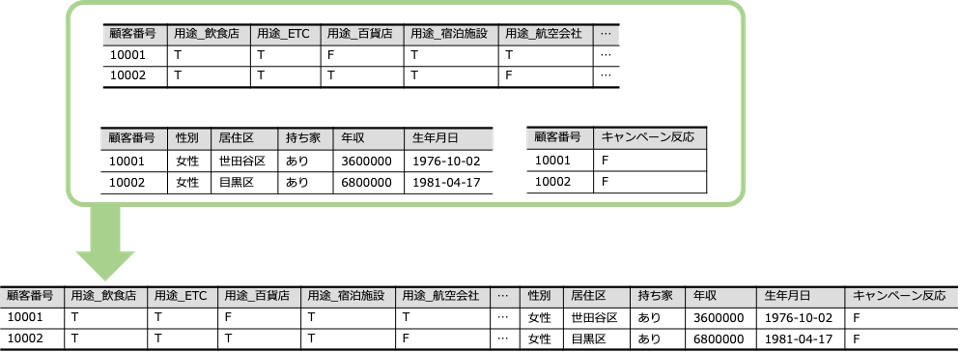 顧客番号 用途_飲食店 用途_ETC 用途_百貨店 用途_宿泊施設 用途_航空会社 …
10001 T T F T T …
10002 T T T T F …
顧客番号 性別 居住区 持ち家 年収 生年月日
10001 女性 世田谷区 あり 3600000 1976-10-02
10002 女性 目黒区 あり 6800000 1981-04-17
顧客番号 キャンペーン反応
10001 F
10002 F
顧客番号 用途_飲食店 用途_ETC 用途_百貨店 用途_宿泊施設 用途_航空会社 … 性別 居住区 持ち家 年収 生年月日 キャンペーン反応
10001 T T F T T … 女性 世田谷区 あり 3600000 1976-10-02 F
10002 T T T T F … 女性 目黒区 あり 6800000 1981-04-17 F